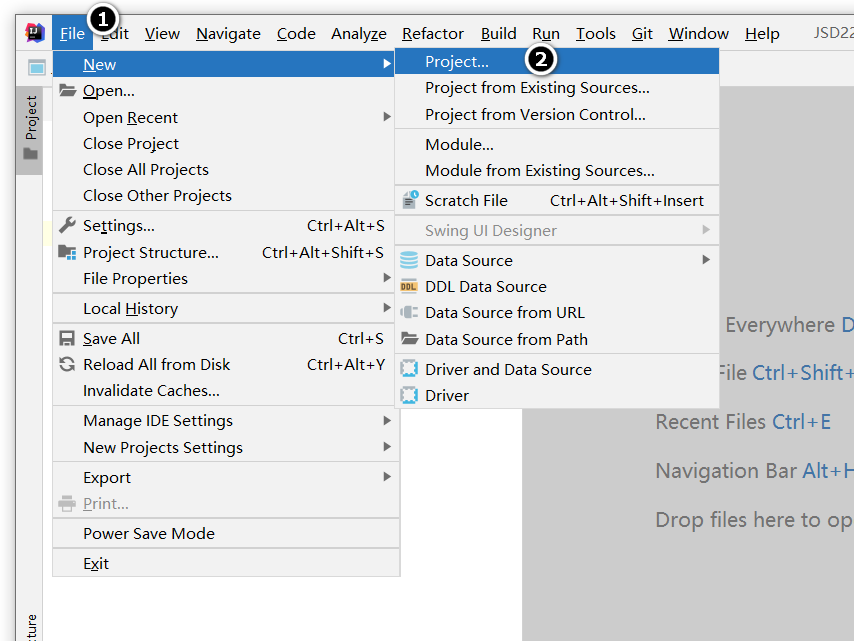 File Edit View Navigate Code Analyze Refactor Build Run Tools Git Window Help JSD22
1
2
Project
New
Open...
Open Recent
Close Project
Close All Projects
Close Other Projects
Settings... Ctrl+Alt+S
Project Structure... Ctrl+Alt+Shift+S
File Properties
Local History
Save All Ctrl+S
Reload All from Disk Ctrl+Alt+Y
Invalidate Caches...
Manage IDE Settings
New Projects Settings
Export
Print...
Power Save Mode
Exit
Project...
Project from Existing Sources...
Project from Version Control...
Module...
Module from Existing Sources...
Scratch File Ctrl+Alt+Shift+Insert
Swing UI Designer
Data Source
DDL DDL Data Source
Data Source from URL
Data Source from Path
Driver and Data Source
Driver
Everywhere D
File Ctrl+Shift+
Recent Files Ctrl+E
Navigation Bar Alt+H
Drop files here to op
ture